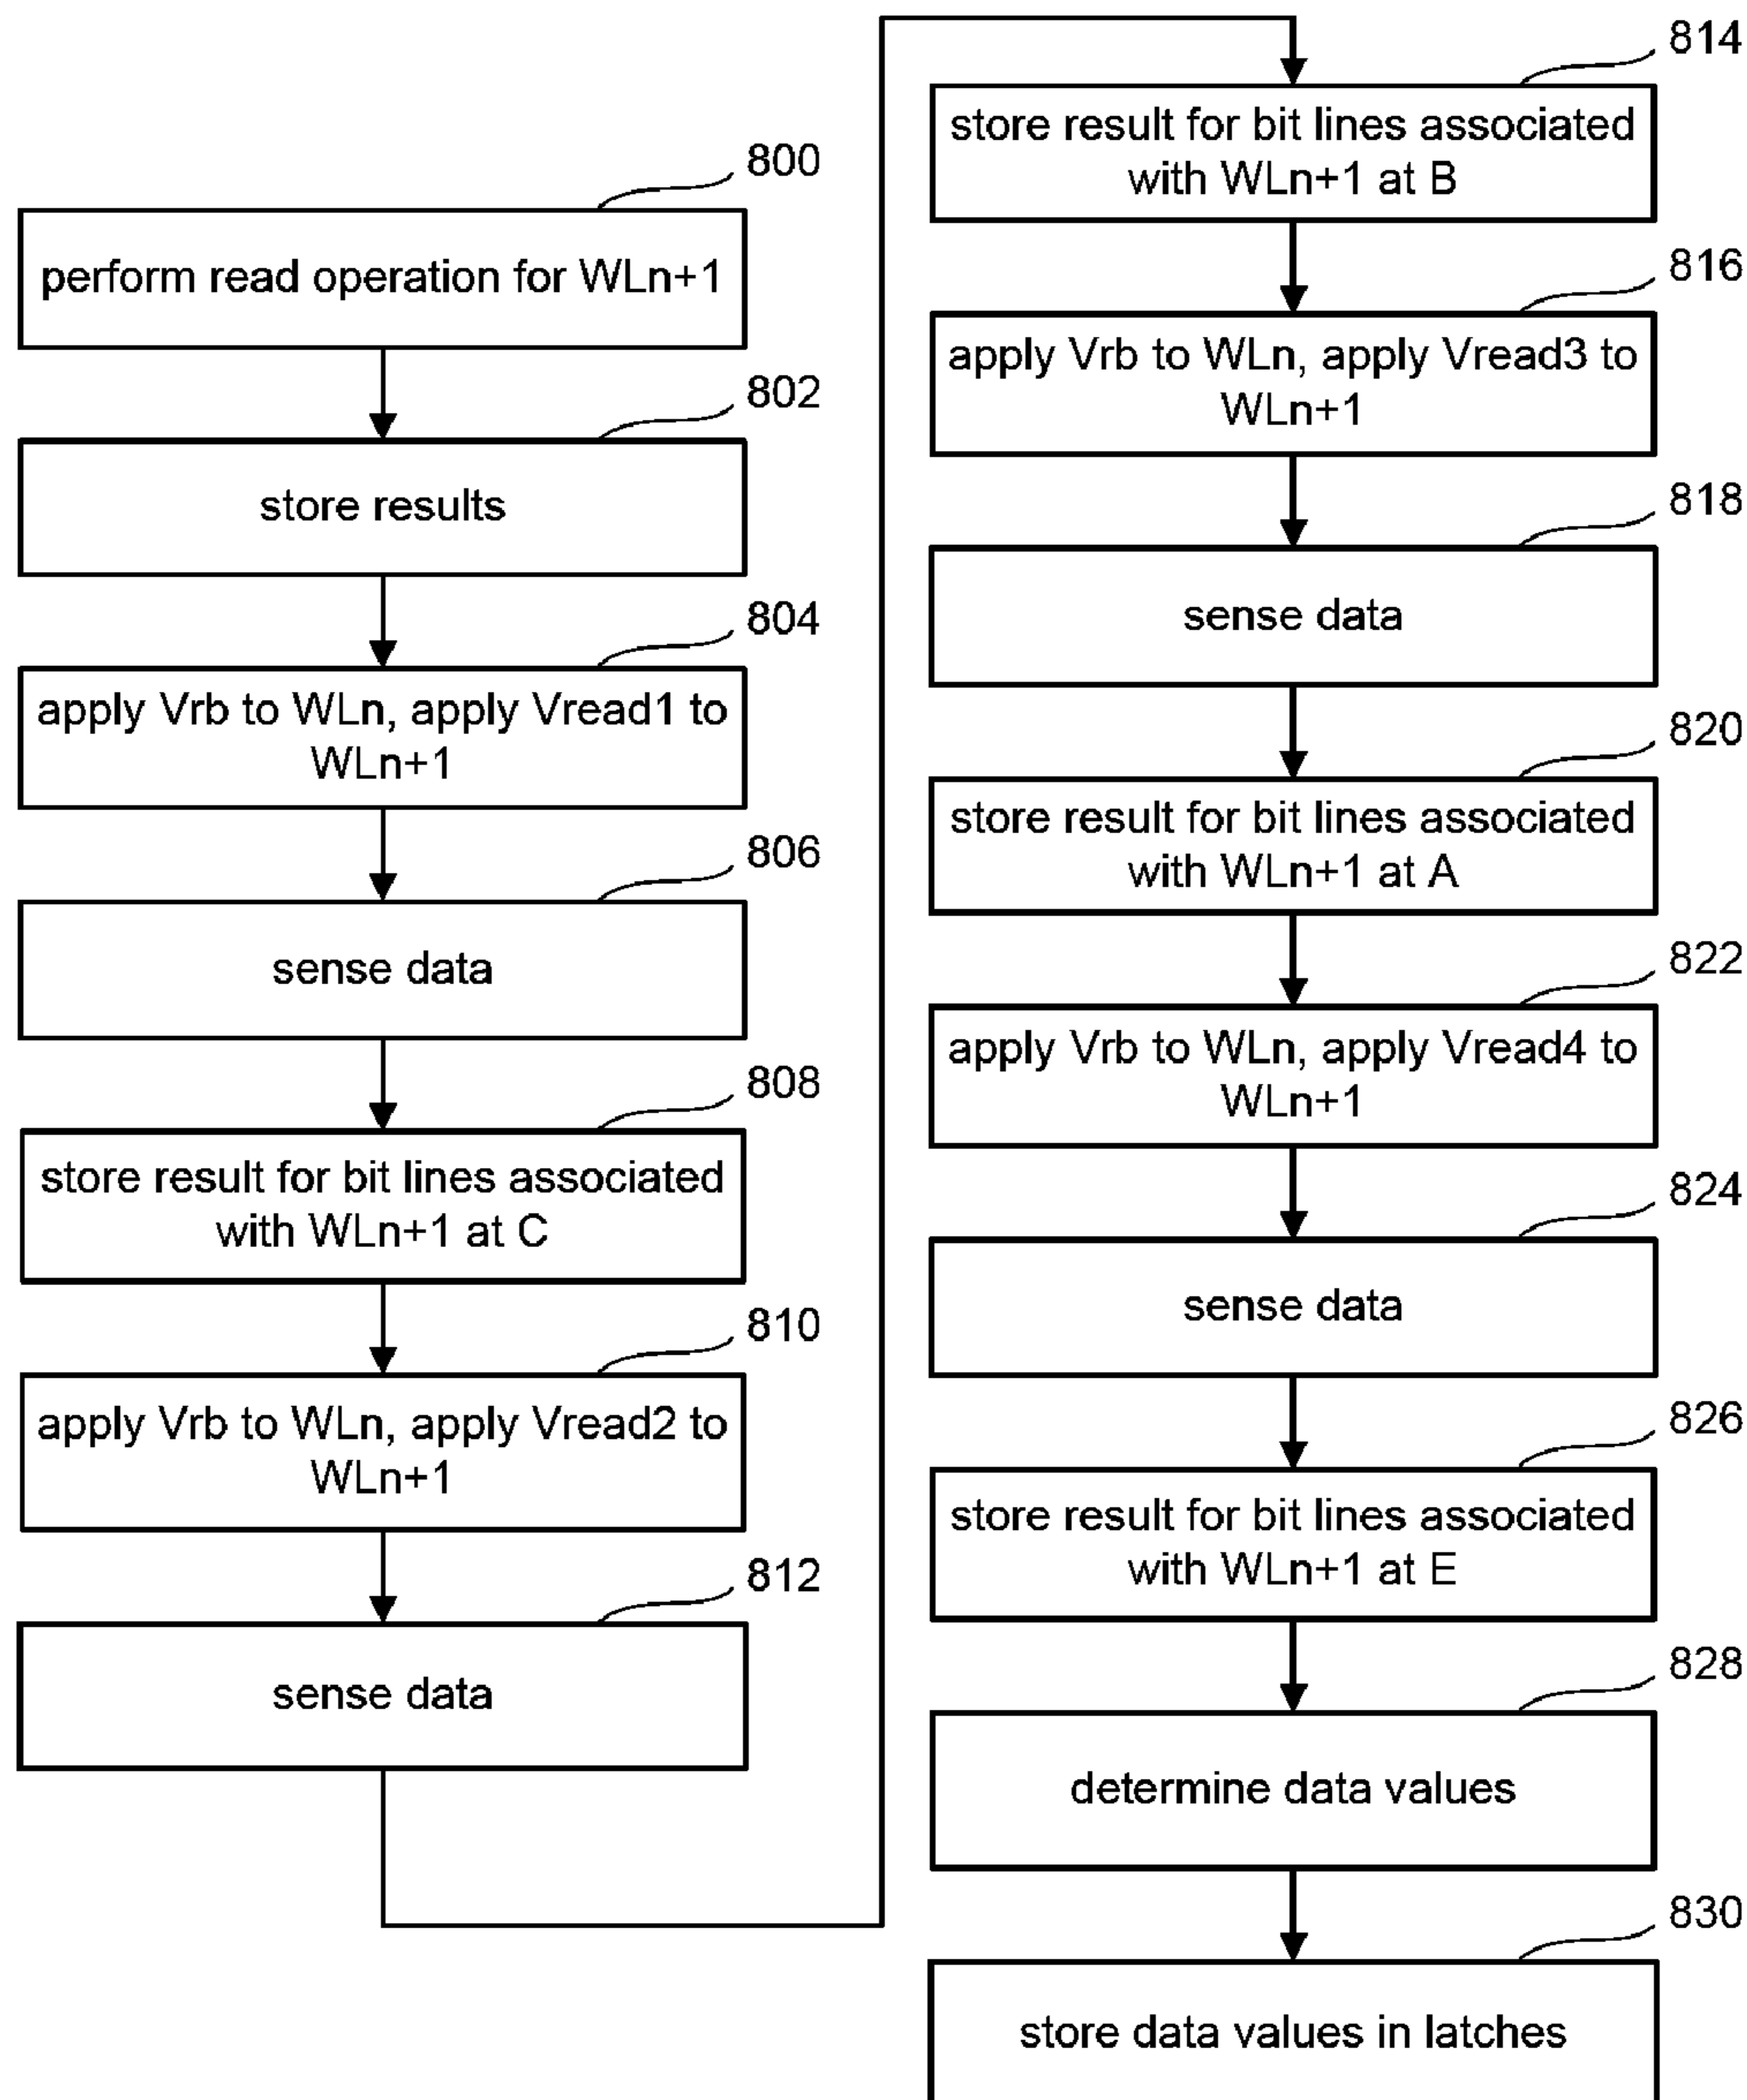 800
perform read operation for WLn+1
802
store results
804
apply Vrb to WLn, apply Vread1 to
WLn+1
806
sense data
808
store result for bit lines associated
with WLn+1 at C
810
apply Vrb to WLn, apply Vread2 to
WLn+1
812
sense data
814
store result for bit lines associated
with WLn+1 at B
816
apply Vrb to WLn, apply Vread3 to
WLn+1
818
sense data
820
store result for bit lines associated
with WLn+1 at A
822
apply Vrb to WLn, apply Vread4 to
WLn+1
824
sense data
826
store result for bit lines associated
with WLn+1 at E
828
determine data values
830
store data values in latches